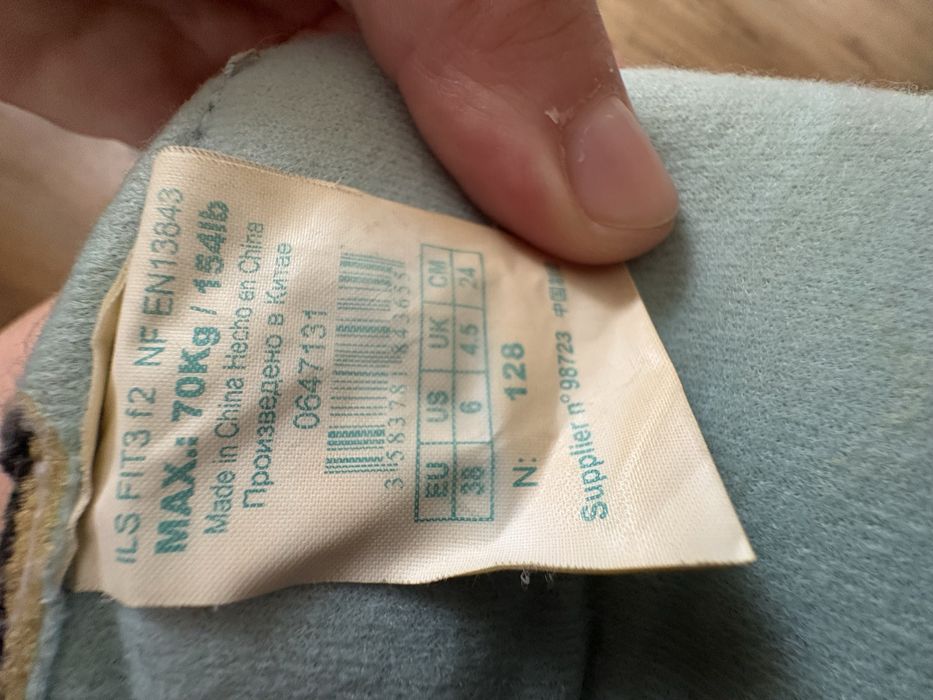 ILS FIT3 f2 NF EN13843
MAX.: 70Kg / 154lb
Made in China Hecho en China
Произведено в Китае
0647131
EU US UK CM
38 6 4.5 24
N: 128
Supplier n° 98723